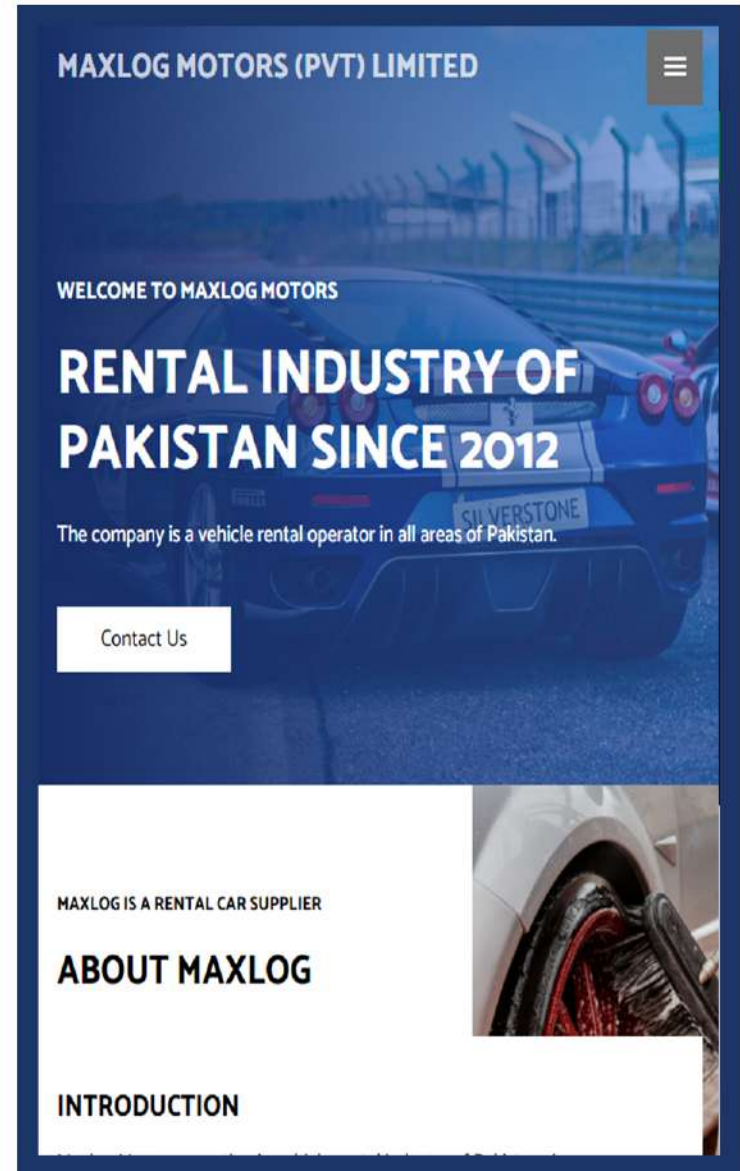 MAXLOG MOTORS (PVT) LIMITED
WELCOME TO MAXLOG MOTORS
RENTAL INDUSTRY OF
PAKISTAN SINCE 2012
SILVERSTONE
The company is a vehicle rental operator in all areas of Pakistan.
Contact Us
MAXLOG IS A RENTAL CAR SUPPLIER
ABOUT MAXLOG
INTRODUCTION